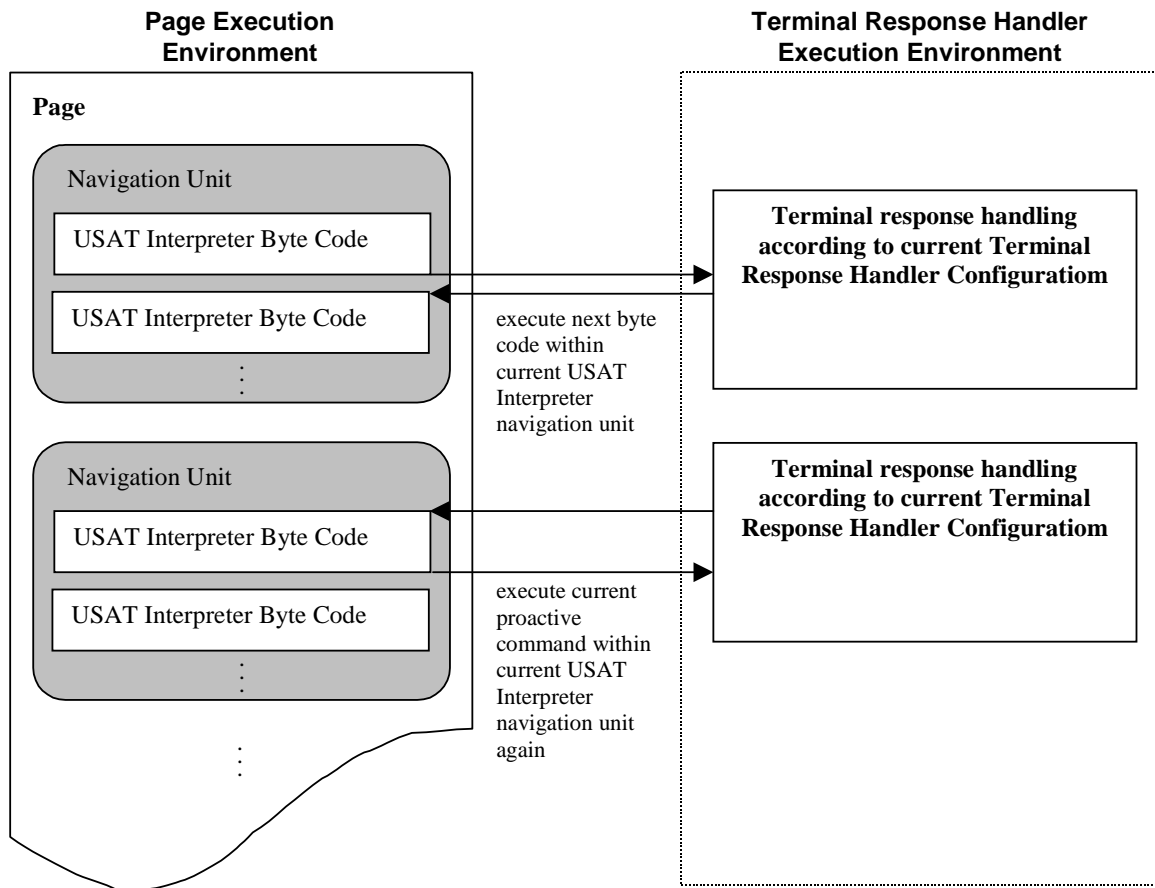 Page Execution
Environment
Terminal Response Handler
Execution Environment
Page
Navigation Unit
USAT Interpreter Byte Code
USAT Interpreter Byte Code
Terminal response handling
according to current Terminal
Response Handler Configuratiom
execute next byte
code within
current USAT
Interpreter
navigation unit
Navigation Unit
USAT Interpreter Byte Code
USAT Interpreter Byte Code
Terminal response handling
according to current Terminal
Response Handler Configuratiom
execute current
proactive
command within
current USAT
Interpreter
navigation unit
again